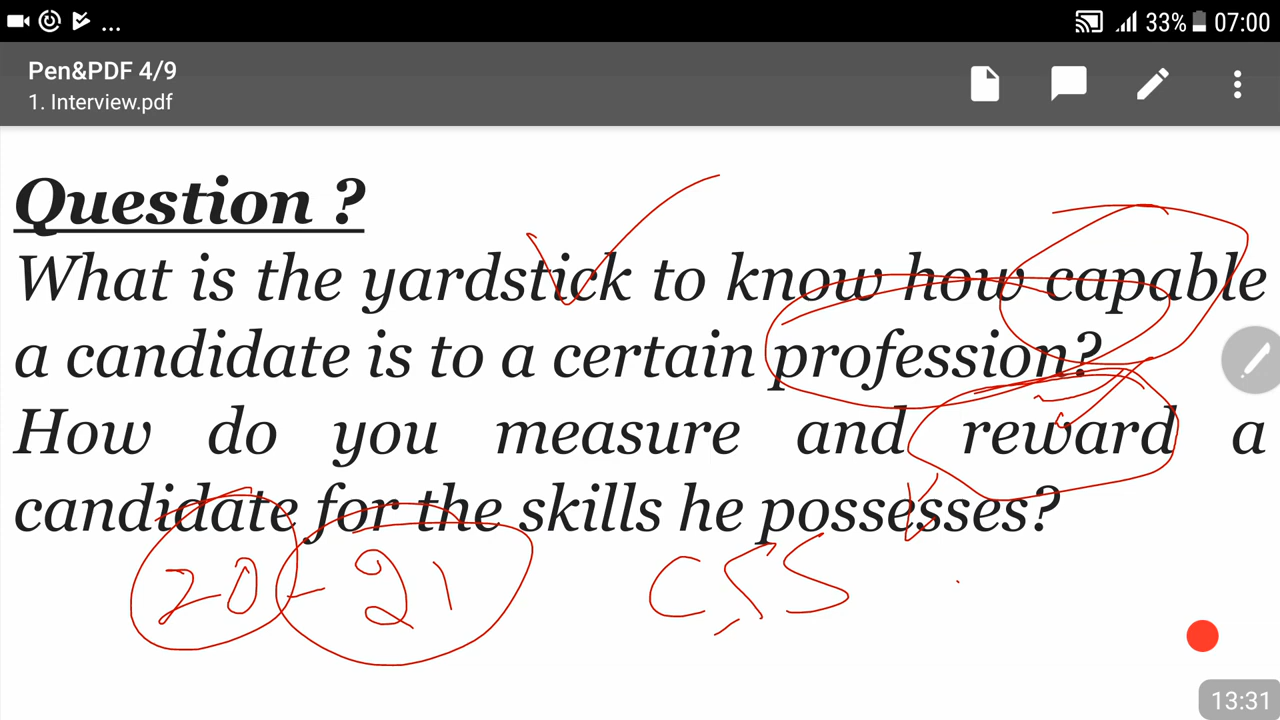 ... 33% 07:00
Pen&PDF 4/9
1. Interview.pdf
Question ?
What is the yardstick to know how capable
a candidate is to a certain profession?
How do you measure and reward a
candidate for the skills he possesses?
20 - 21 CSS
13:31